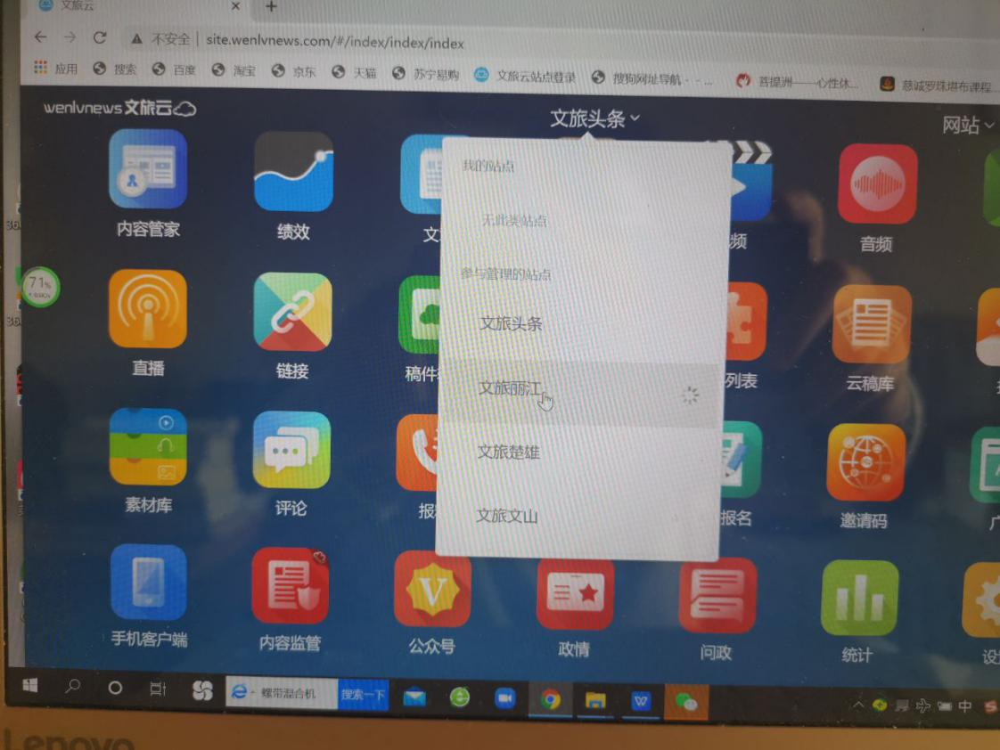 文旅云
不安全 | site.wenlvnews.com/#/index/index/index
应用 搜索 百度 淘宝 京东 天猫 苏宁易购 文旅云站点登录 搜狗网址导航 - -... 菩提洲——心性休... 慈诚罗珠堪布课程...
wenlvnews 文旅云 文旅头条 网站
我的站点
无此类站点
参与管理的站点
文旅头条
文旅丽江
文旅楚雄
文旅文山
内容管家 绩效 文 频 音频
71%
直播 链接 稿件 列表 云稿库
素材库 评论 报 报名 邀请码 广
手机客户端 内容监管 公众号 政情 问政 统计 设
V
螺带混合机 搜索一下 中
Lenovo